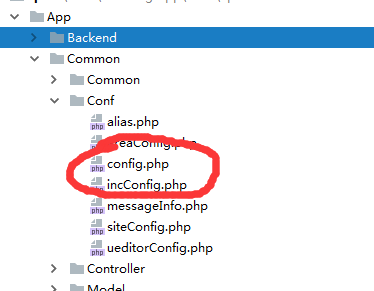 App
Backend
Common
Common
Conf
alias.php
areaConfig.php
config.php
incConfig.php
messageInfo.php
siteConfig.php
ueditorConfig.php
Controller
Model